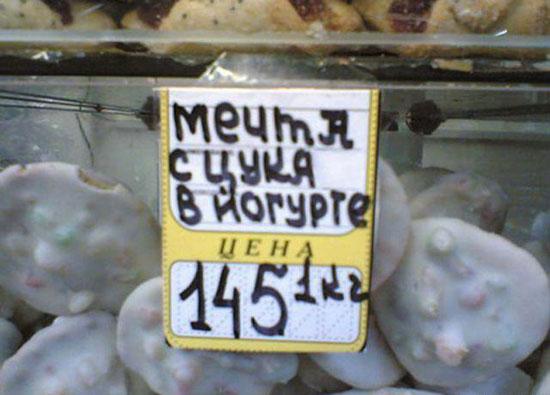 мечта
с цука
в йогурте
ЦЕНА
145 1кг